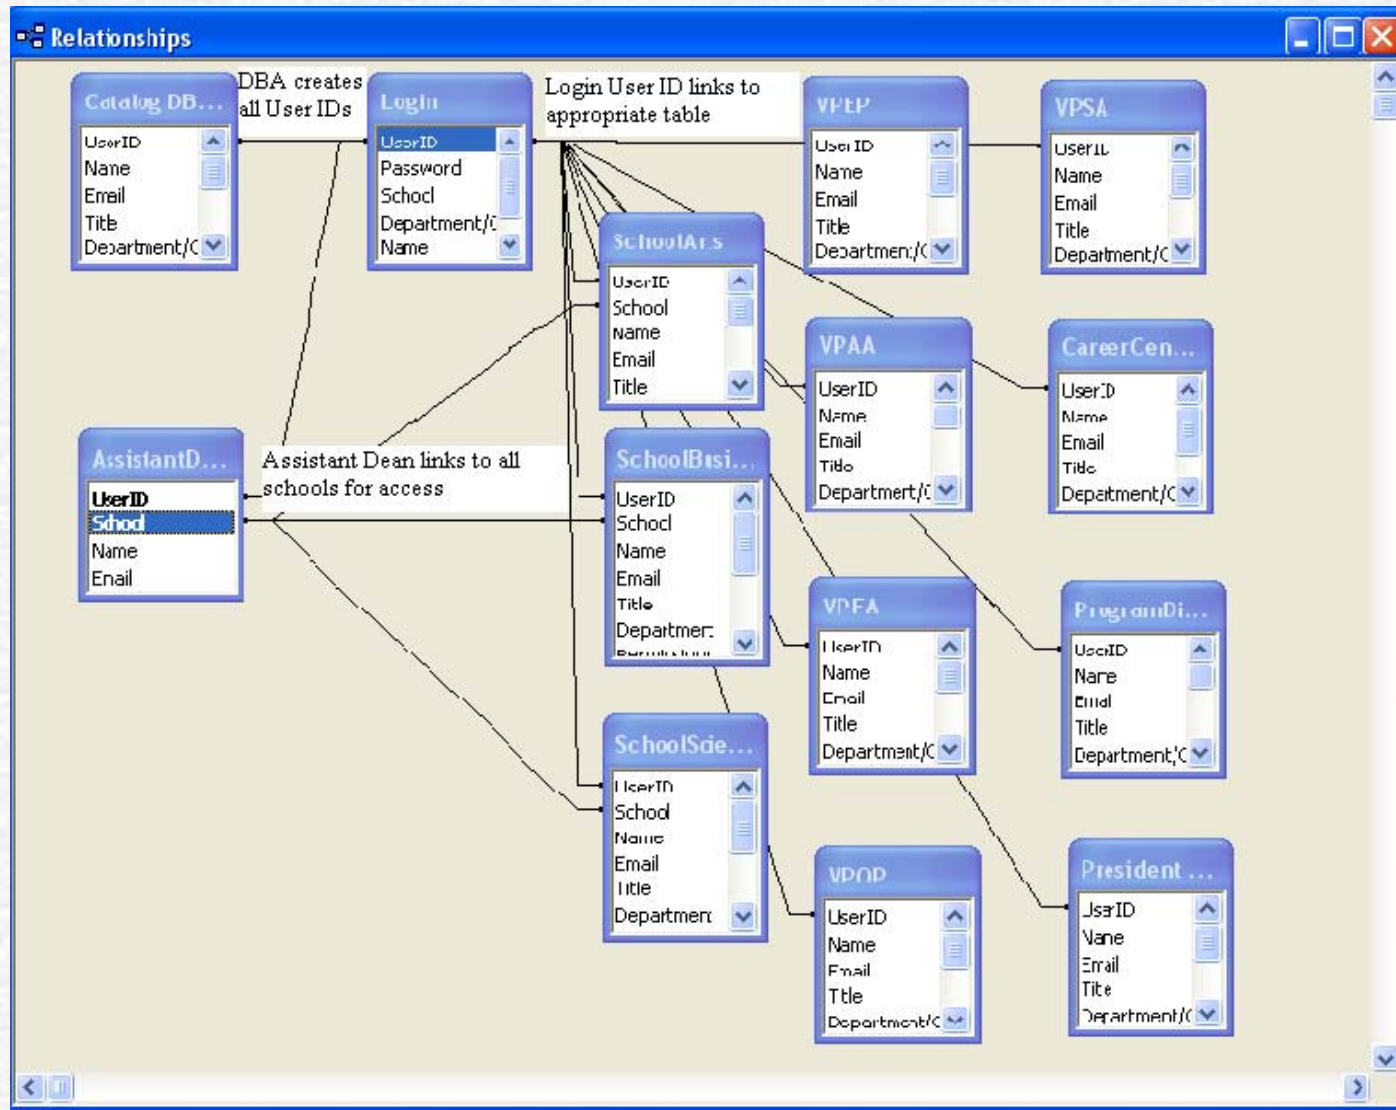 Relationships
DBA creates
all User IDs
Login User ID links to
appropriate table
Catalog DB...
UserID
Name
Email
Title
Department/C
Login
UserID
Password
School
Department/C
Name
VPSA
UserID
Name
Email
Title
Department/C
UserID
Name
Email
Title
Department/C
SchoolArts
UserID
School
Name
Email
Title
VPAA
UserID
Name
Email
Title
Department/C
CareerCen...
UserID
Name
Email
Title
Department/C
AssistantD...
UserID
School
Name
Email
Assistant Dean links to all
schools for access
SchoolBusi...
UserID
School
Name
Email
Title
Department
UserID
Name
Email
Title
Department/C
ProgramDi...
UserID
Name
Email
Title
Department/C
SchoolScie...
UserID
School
Name
Email
Title
Department
UserID
Name
Email
Title
Department/C
President ...
UserID
Name
Email
Title
Department/C